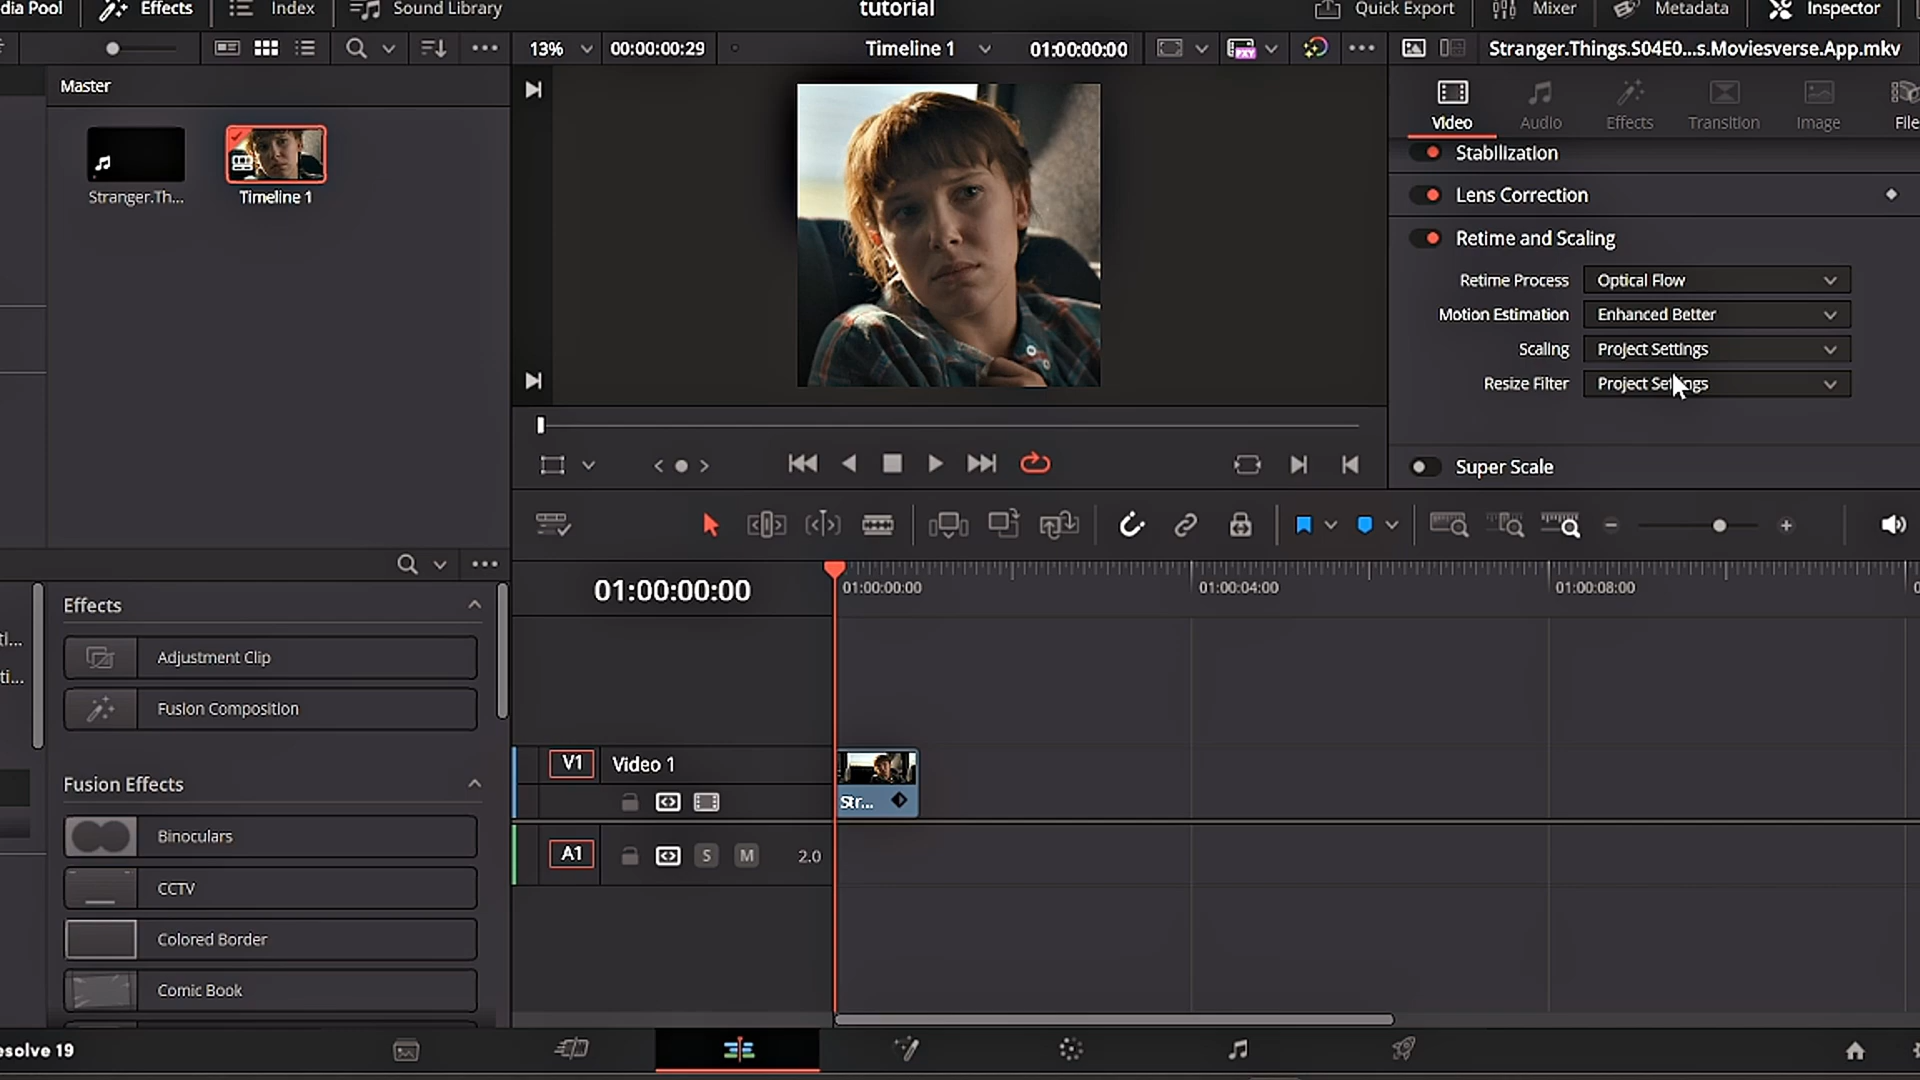 dia Pool
Effects
Index
Sound Library
tutorial
Quick Export
Mixer
Metadata
Inspector
13%
00:00:00:29
Timeline 1
01:00:00:00
PXY
Stranger.Things.S04E0...s.Moviesverse.App.mkv
Master
Stranger.Th...
Timeline 1
Video
Audio
Effects
Transition
Image
File
Stabilization
Lens Correction
Retime and Scaling
Retime Process
Optical Flow
Motion Estimation
Enhanced Better
Scaling
Project Settings
Resize Filter
Project Settings
Super Scale
tl...
ti...
Effects
Adjustment Clip
Fusion Composition
Fusion Effects
Binoculars
CCTV
Colored Border
Comic Book
01:00:00:00
01:00:00:00
01:00:04:00
01:00:08:00
V1
Video 1
Str...
A1
S
M
2.0
esolve 19